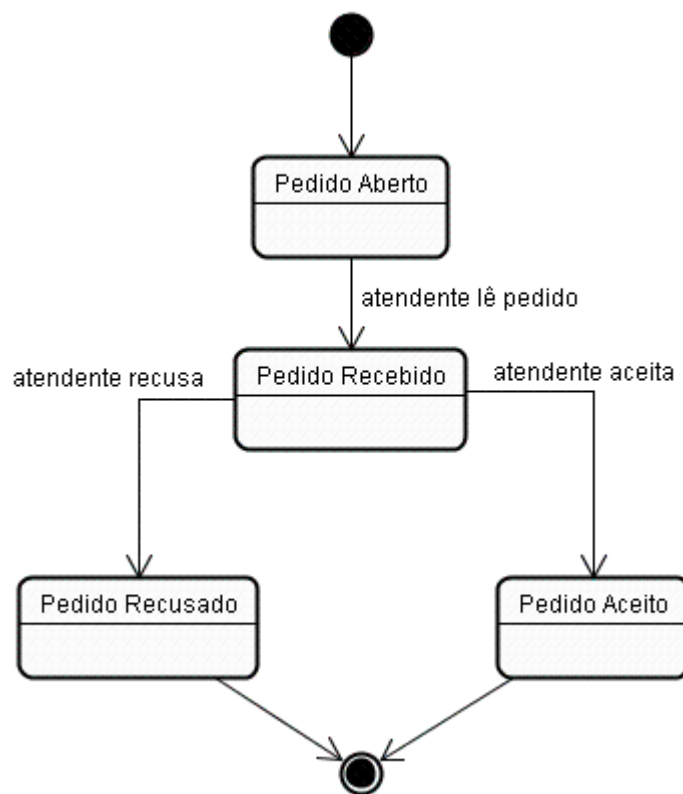 Pedido Aberto
atendente lê pedido
Pedido Recebido
atendente recusa
atendente aceita
Pedido Recusado
Pedido Aceito